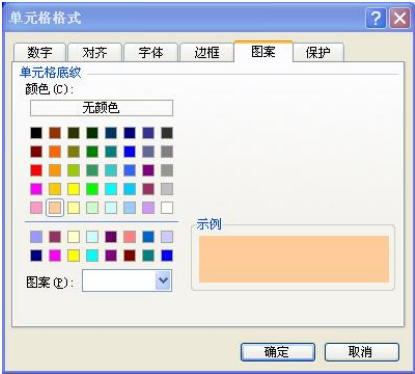 单元格格式
数字 对齐 字体 边框 图案 保护
单元格底纹
颜色(C):
无颜色
示例
图案(P):
确定 取消